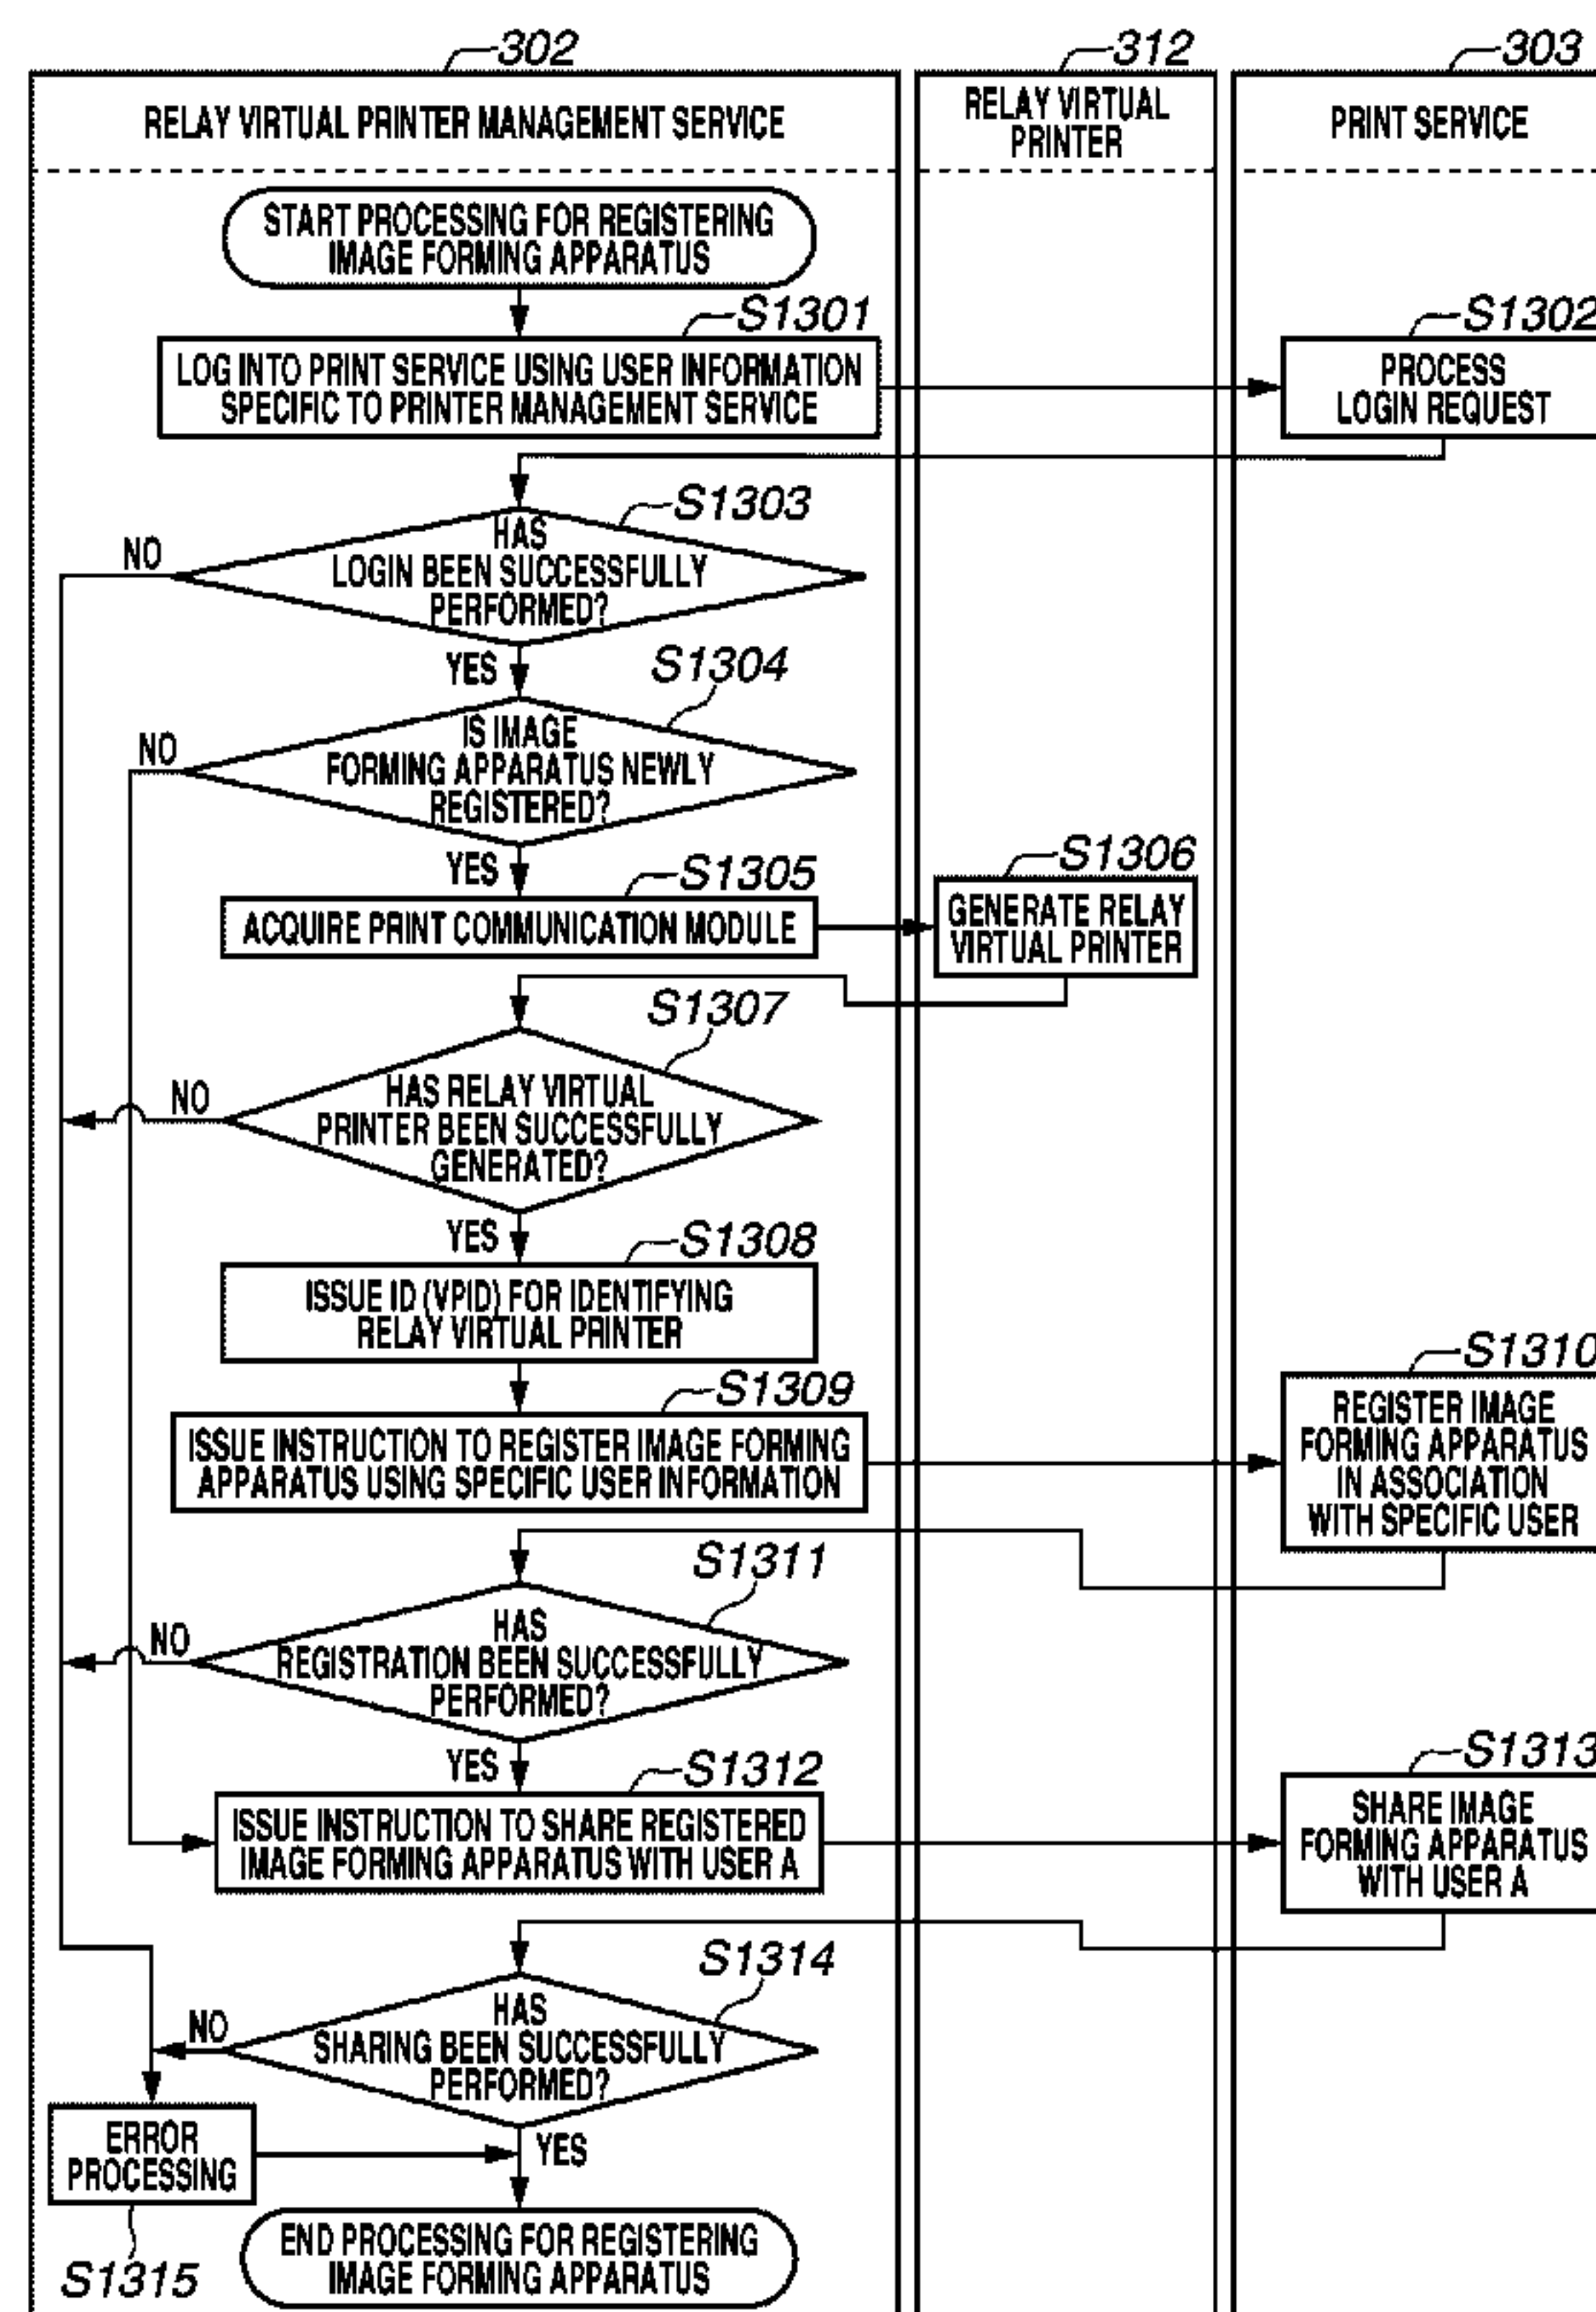 302
312
303
RELAY VIRTUAL PRINTER MANAGEMENT SERVICE
RELAY VIRTUAL
PRINTER
PRINT SERVICE
START PROCESSING FOR REGISTERING
IMAGE FORMING APPARATUS
S1301
LOG INTO PRINT SERVICE USING USER INFORMATION
SPECIFIC TO PRINTER MANAGEMENT SERVICE
S1302
PROCESS
LOGIN REQUEST
S1303
HAS
LOGIN BEEN SUCCESSFULLY
PERFORMED?
NO
YES
S1304
IS IMAGE
FORMING APPARATUS NEWLY
REGISTERED?
NO
YES
S1305
ACQUIRE PRINT COMMUNICATION MODULE
S1306
GENERATE RELAY
VIRTUAL PRINTER
S1307
HAS RELAY VIRTUAL
PRINTER BEEN SUCCESSFULLY
GENERATED?
NO
YES
S1308
ISSUE ID (VPID) FOR IDENTIFYING
RELAY VIRTUAL PRINTER
S1309
ISSUE INSTRUCTION TO REGISTER IMAGE FORMING
APPARATUS USING SPECIFIC USER INFORMATION
S1310
REGISTER IMAGE
FORMING APPARATUS
IN ASSOCIATION
WITH SPECIFIC USER
S1311
HAS
REGISTRATION BEEN SUCCESSFULLY
PERFORMED?
NO
YES
S1312
ISSUE INSTRUCTION TO SHARE REGISTERED
IMAGE FORMING APPARATUS WITH USER A
S1313
SHARE IMAGE
FORMING APPARATUS
WITH USER A
S1314
HAS
SHARING BEEN SUCCESSFULLY
PERFORMED?
NO
YES
ERROR
PROCESSING
S1315
END PROCESSING FOR REGISTERING
IMAGE FORMING APPARATUS